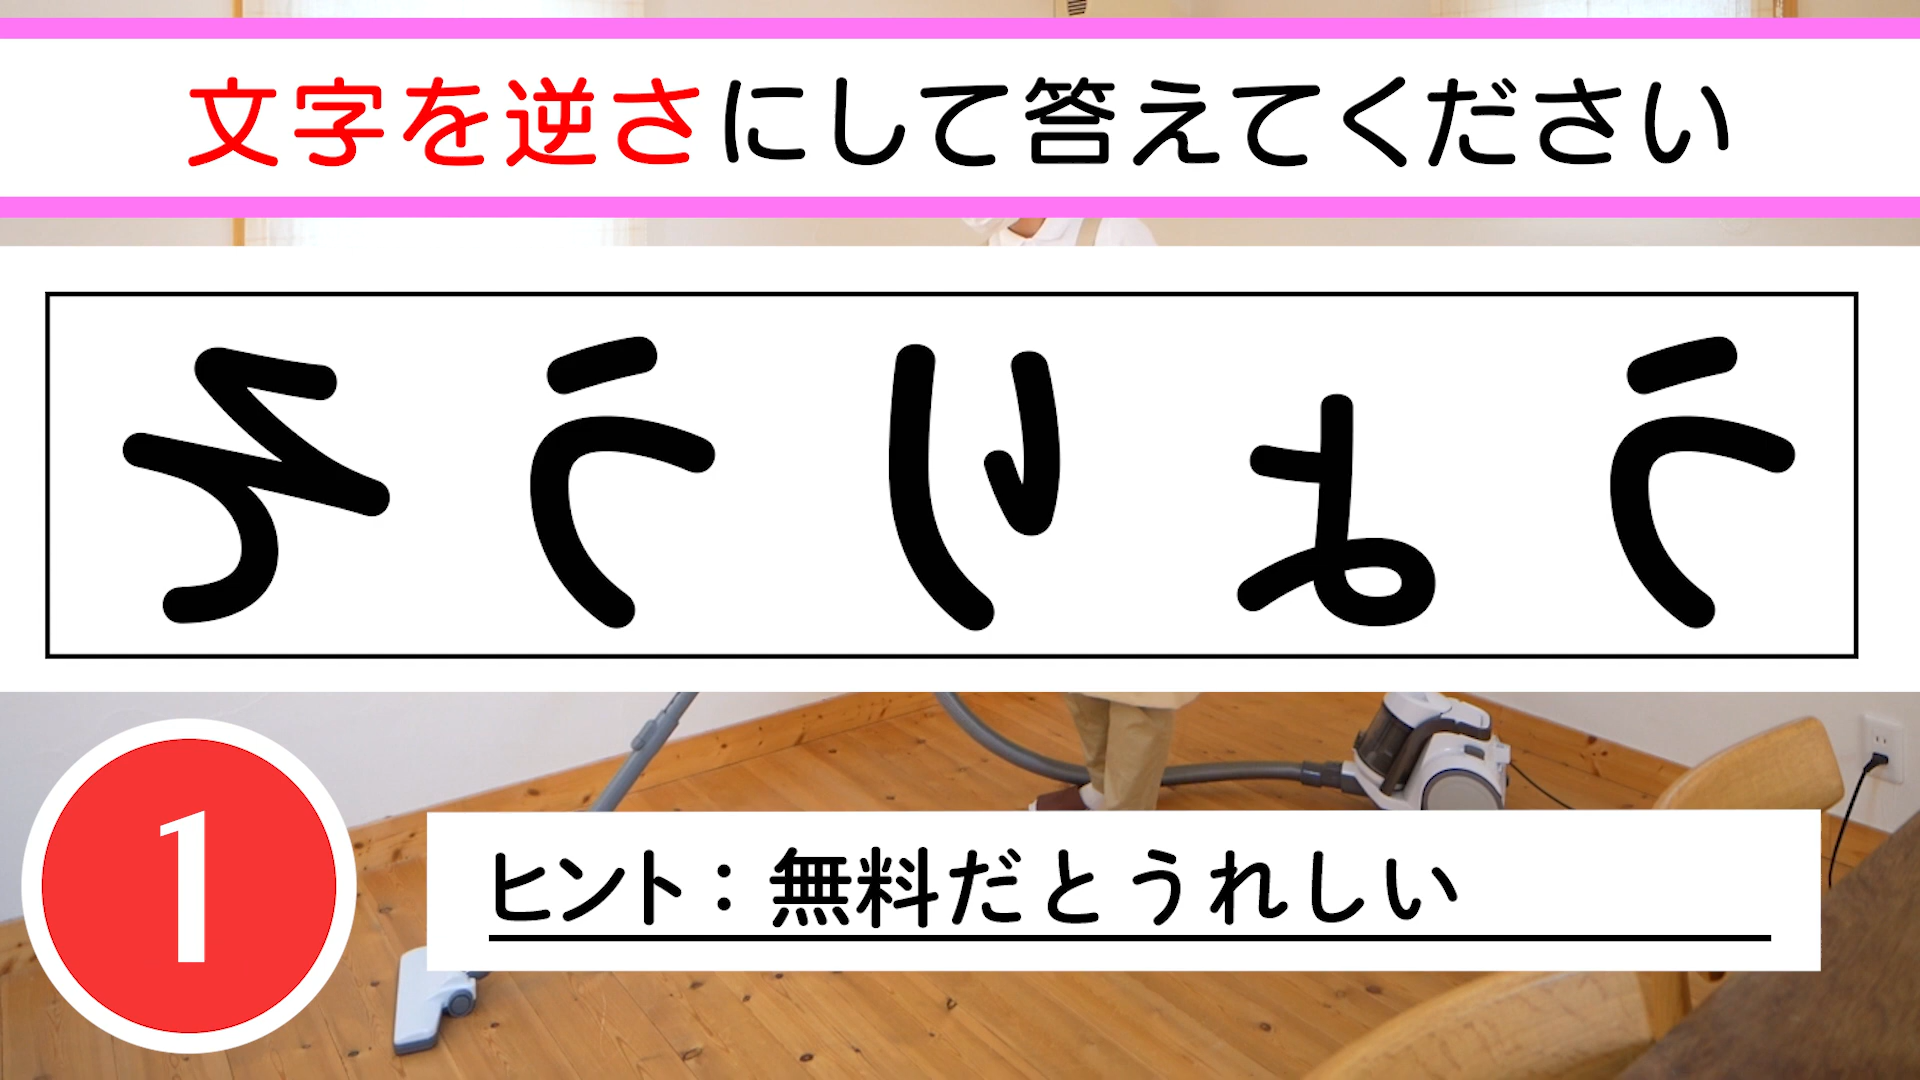 文字を逆さにして答えてください
そうりょう
1
ヒント：無料だとうれしい